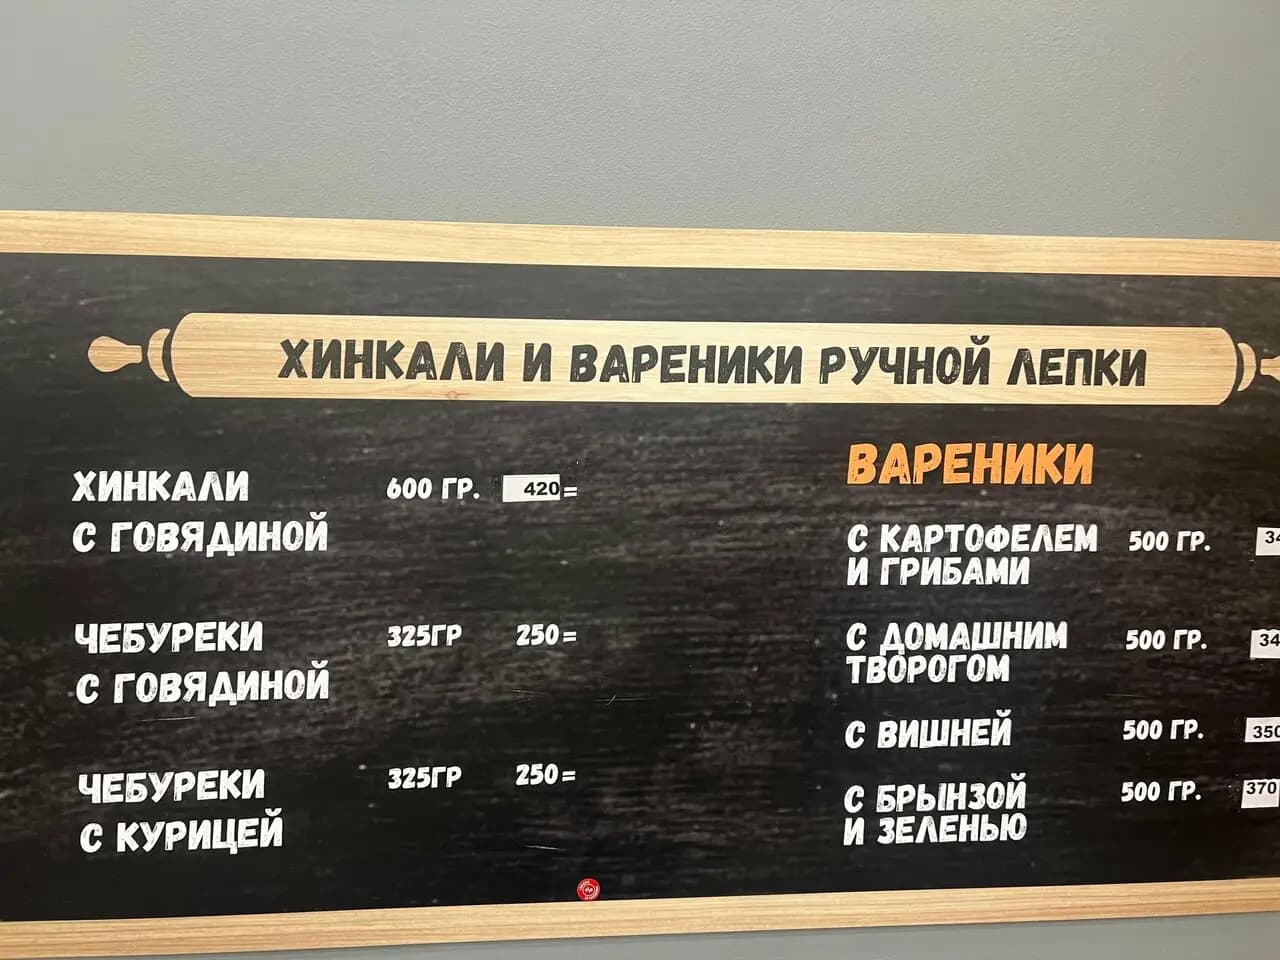 ХИНКАЛИ И ВАРЕНИКИ РУЧНОЙ ЛЕПКИ
ХИНКАЛИ 600 ГР. 420=
С ГОВЯДИНОЙ
ЧЕБУРЕКИ 325ГР 250=
С ГОВЯДИНОЙ
ЧЕБУРЕКИ 325ГР 250=
С КУРИЦЕЙ
ВАРЕНИКИ
С КАРТОФЕЛЕМ 500 ГР.
И ГРИБАМИ
С ДОМАШНИМ 500 ГР.
ТВОРОГОМ
С ВИШНЕЙ 500 ГР. 350
С БРЫНЗОЙ 500 ГР. 370
И ЗЕЛЕНЬЮ